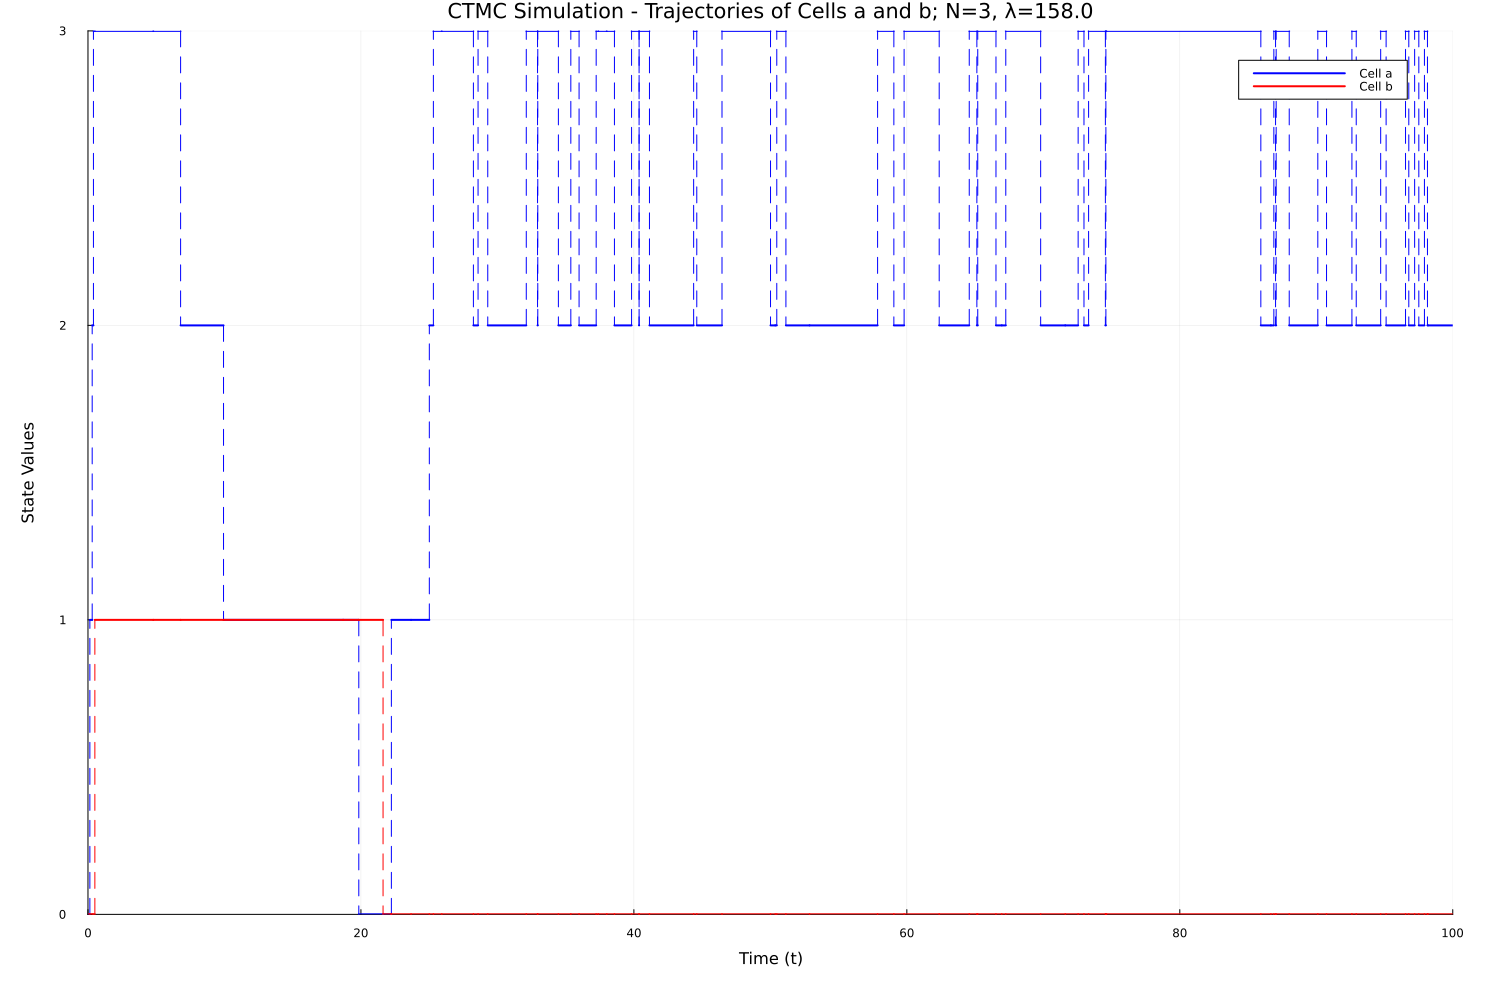 CTMC Simulation - Trajectories of Cells a and b; N=3, λ=158.0
3
Cell a
Cell b
2
State Values
1
0
0 20 40 60 80 100
Time (t)